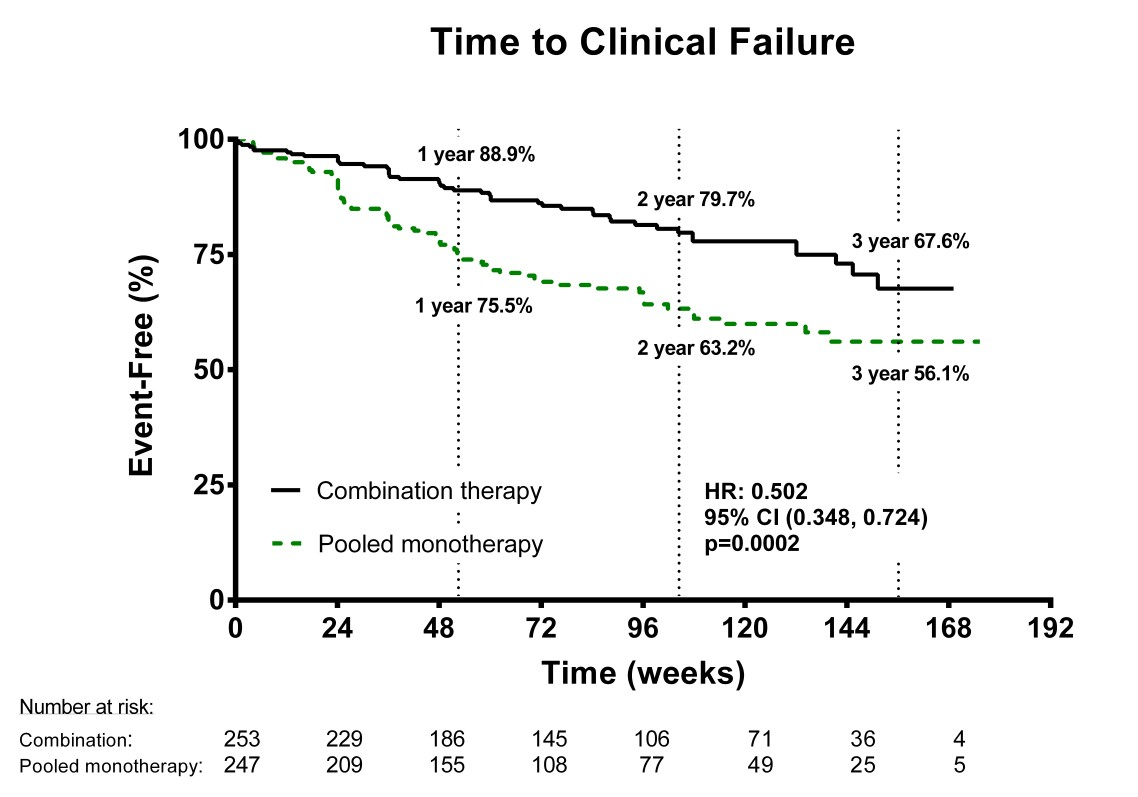 Time to Clinical Failure
100
75
50
25
0
Event-Free (%)
1 year 88.9%
2 year 79.7%
3 year 67.6%
1 year 75.5%
2 year 63.2%
3 year 56.1%
Combination therapy
Pooled monotherapy
HR: 0.502
95% CI (0.348, 0.724)
p=0.0002
0 24 48 72 96 120 144 168 192
Time (weeks)
Number at risk:
Combination: 253 229 186 145 106 71 36 4
Pooled monotherapy: 247 209 155 108 77 49 25 5